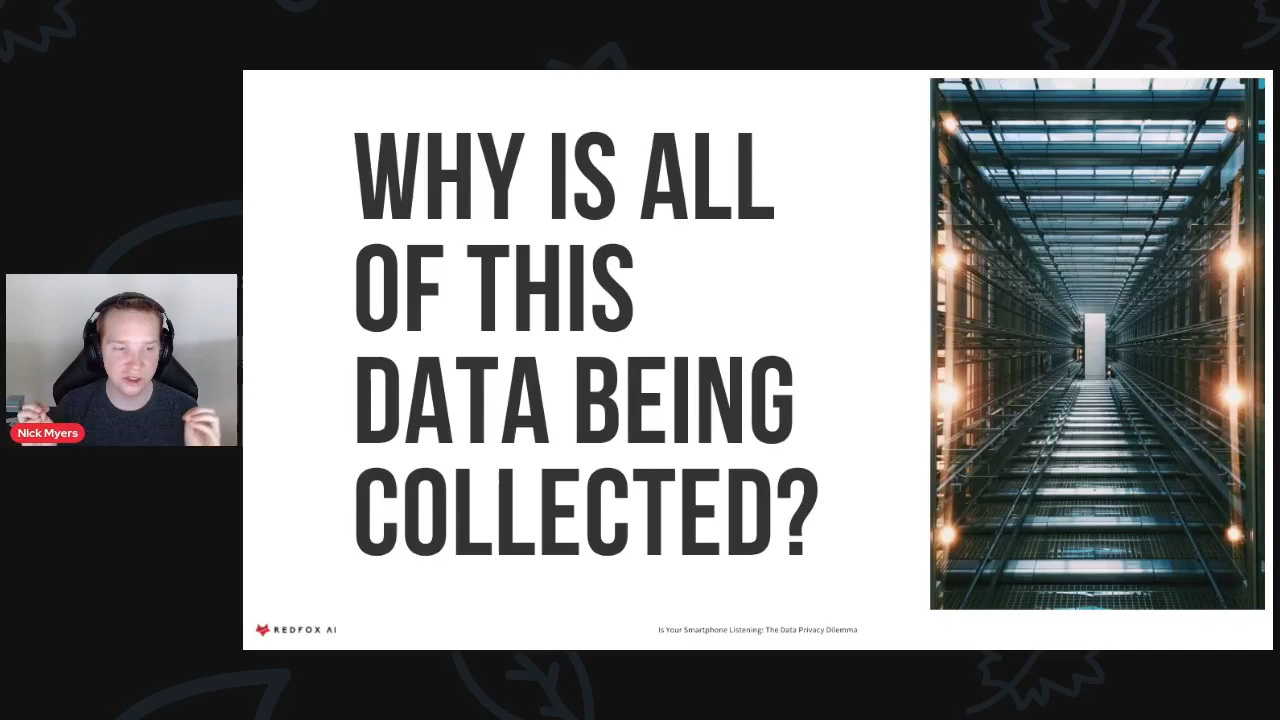 WHY IS ALL
OF THIS
DATA BEING
COLLECTED?
Nick Myers
REDFOX AI
Is Your Smartphone Listening: The Data Privacy Dilemma